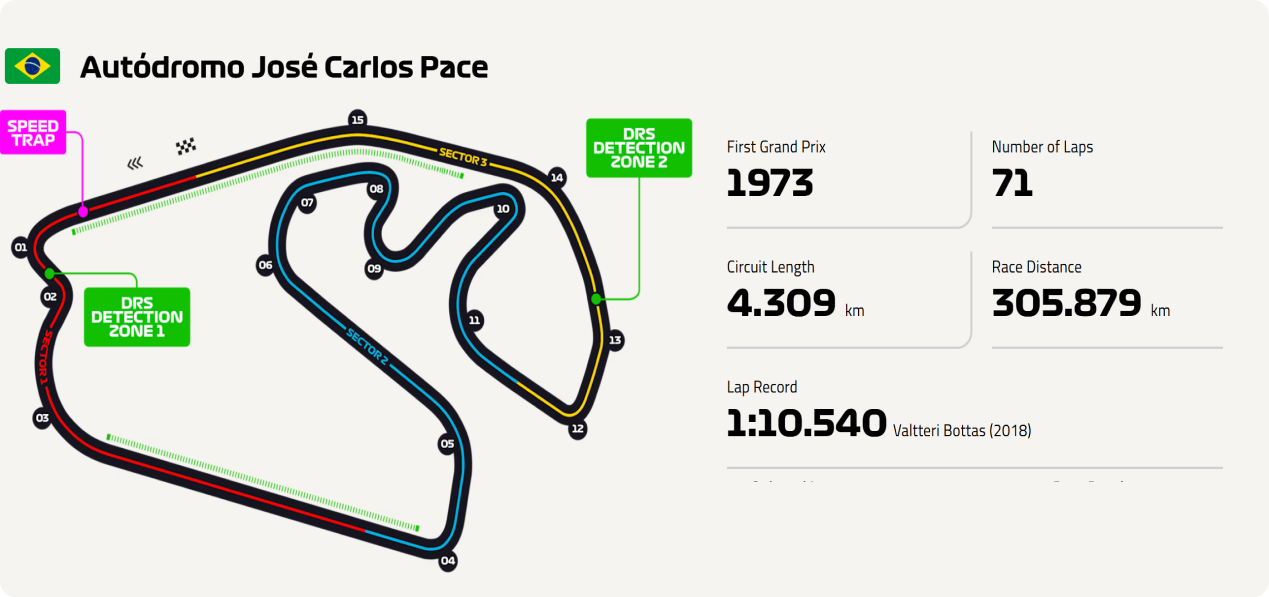 Autódromo José Carlos Pace
SPEED
TRAP
15
SECTOR 3
DRS
DETECTION
ZONE 2
14
08
07
10
01
06
09
02
DRS
DETECTION
ZONE 1
11
13
SECTOR 2
SECTOR 1
03
12
05
04
First Grand Prix
1973
Number of Laps
71
Circuit Length
4.309 km
Race Distance
305.879 km
Lap Record
1:10.540 Valtteri Bottas (2018)